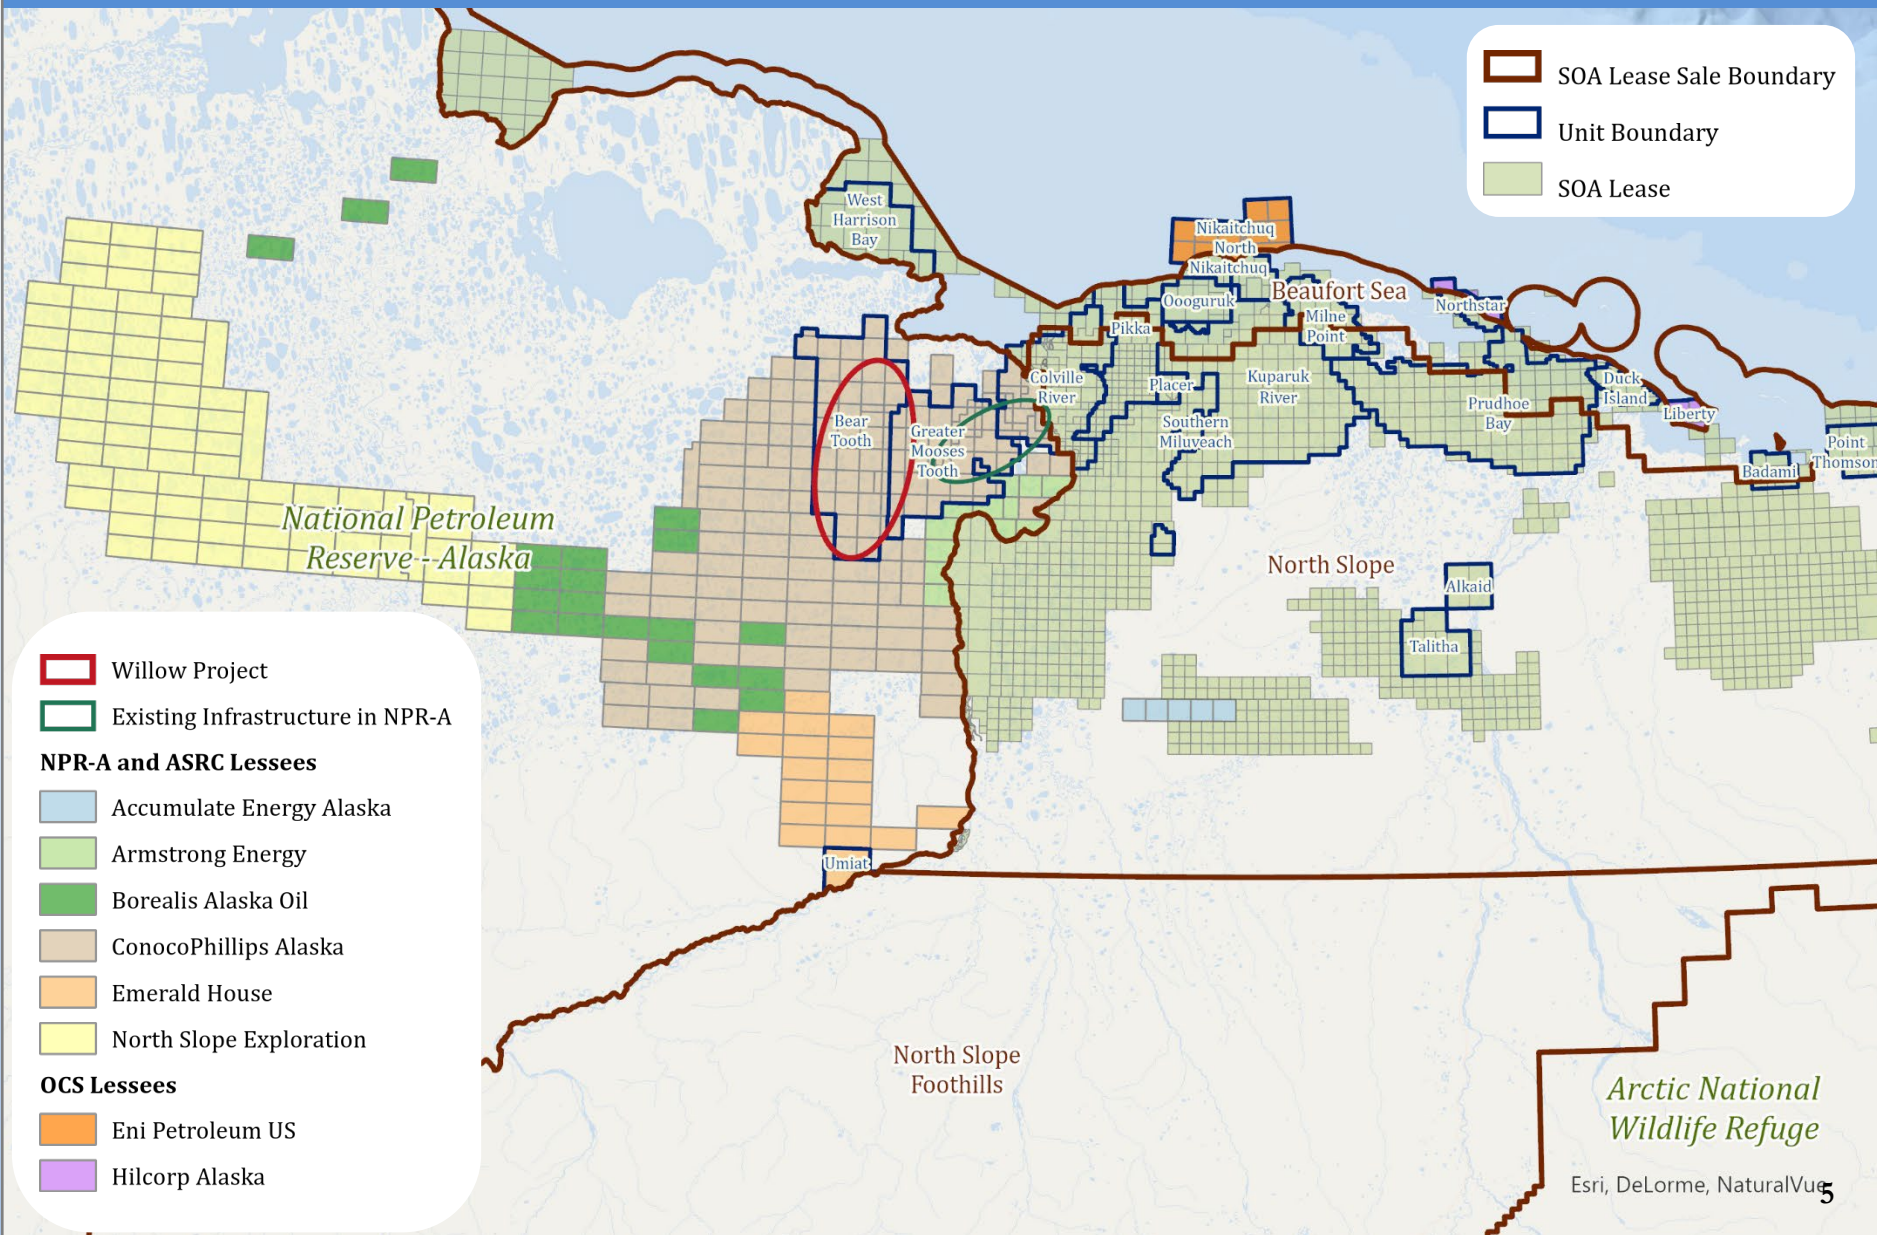 SOA Lease Sale Boundary
Unit Boundary
SOA Lease
West
Harrison
Bay
Nikaitchuq
North
Nikaitchuq
Oooguruk
Beaufort Sea
Northstar
Pikka
Milne
Point
Colville
River
Placer
Kuparuk
River
Southern
Miluveach
Prudhoe
Bay
Duck
Island
Liberty
Badami
Point
Thomson
Bear
Tooth
Greater
Mooses
Tooth
National Petroleum
Reserve - Alaska
North Slope
Alkaid
Talitha
Umiat
North Slope
Foothills
Arctic National
Wildlife Refuge
Willow Project
Existing Infrastructure in NPR-A
NPR-A and ASRC Lessees
Accumulate Energy Alaska
Armstrong Energy
Borealis Alaska Oil
ConocoPhillips Alaska
Emerald House
North Slope Exploration
OCS Lessees
Eni Petroleum US
Hilcorp Alaska
Esri, DeLorme, NaturalVue
5